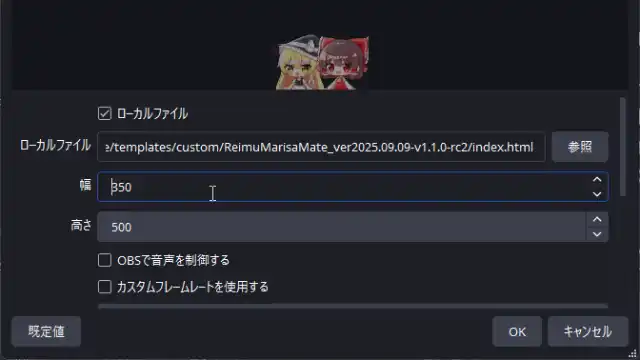 ローカルファイル
ローカルファイル e/templates/custom/ReimuMarisaMate_ver2025.09.09-v1.1.0-rc2/index.html 参照
幅 350
高さ 500
OBSで音声を制御する
カスタムフレームレートを使用する
既定値 OK キャンセル